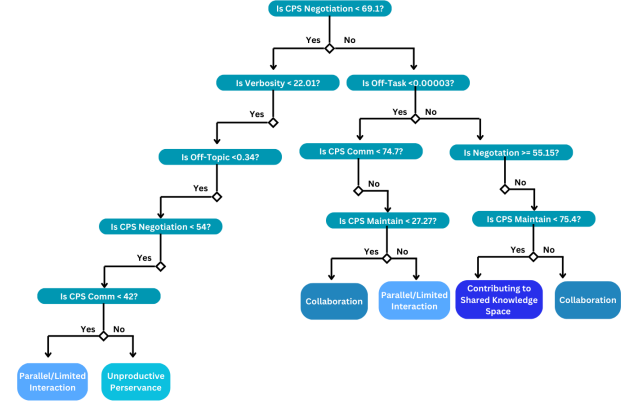 Is CPS Negotiation < 69.1?
Yes No
Is Verbosity < 22.01?
Is Off-Task <0.00003?
Yes
Yes No
Is Off-Topic <0.34?
Is CPS Comm < 74.7?
Is Negotation >= 55.15?
Yes
No
No
Is CPS Negotiation < 54?
Is CPS Maintain < 27.27?
Is CPS Maintain < 75.4?
Yes
Yes No
Yes No
Is CPS Comm < 42?
Collaboration
Parallel/Limited
Interaction
Contributing to
Shared Knowledge
Space
Collaboration
Yes No
Parallel/Limited
Interaction
Unproductive
Perservance